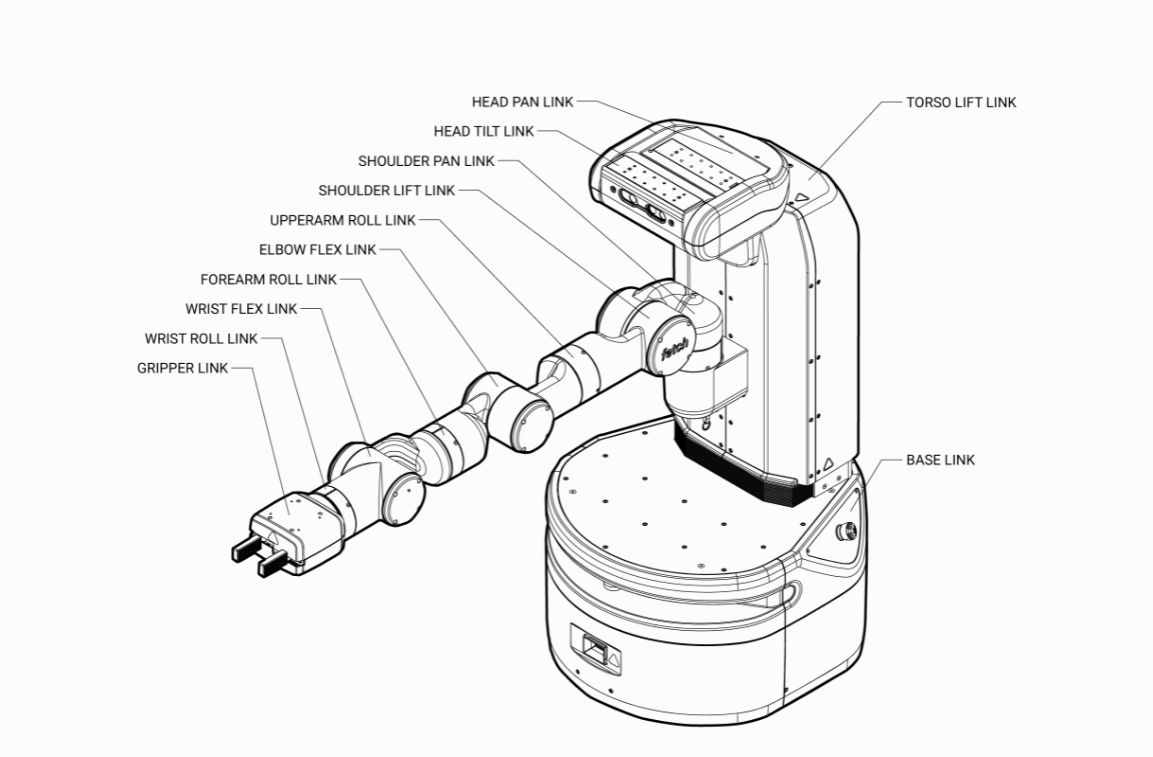 HEAD PAN LINK
TORSO LIFT LINK
HEAD TILT LINK
SHOULDER PAN LINK
SHOULDER LIFT LINK
UPPERARM ROLL LINK
ELBOW FLEX LINK
FOREARM ROLL LINK
WRIST FLEX LINK
WRIST ROLL LINK
GRIPPER LINK
fetch
BASE LINK